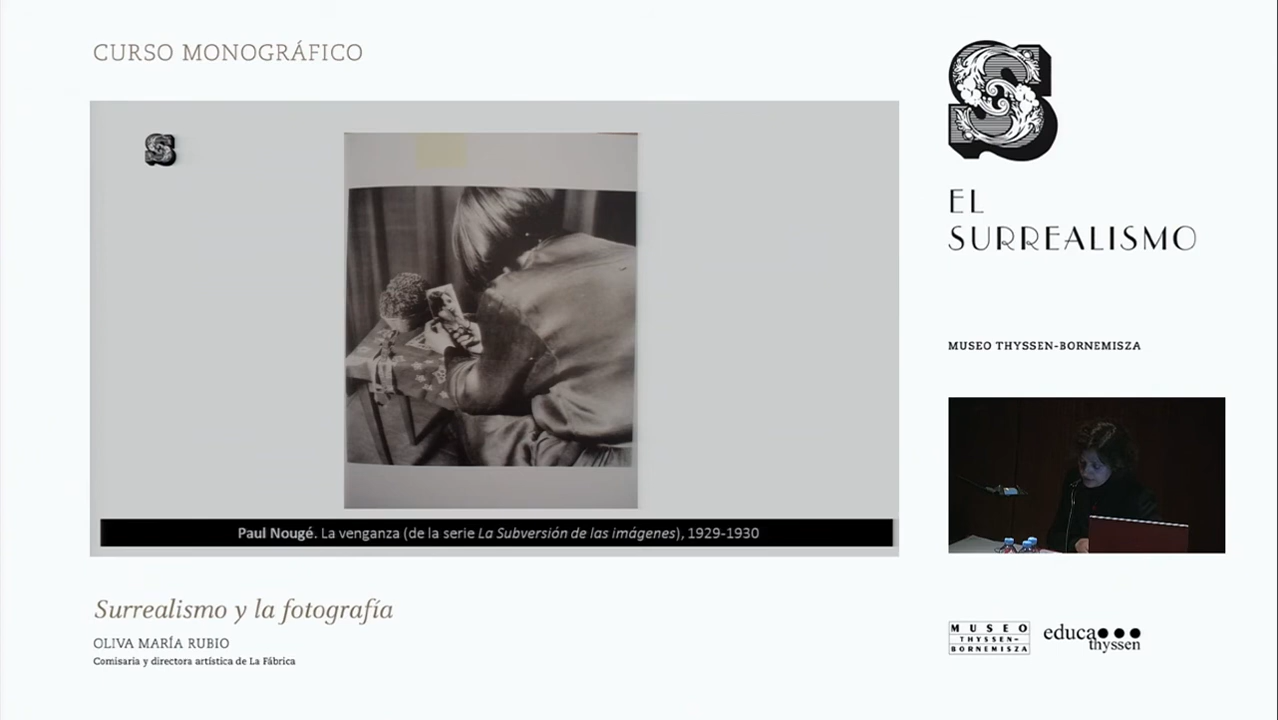 CURSO MONOGRÁFICO
S
S
EL
SURREALISMO
MUSEO THYSSEN-BORNEMISZA
Paul Nougé. La venganza (de la serie La Subversión de las imágenes), 1929-1930
Surrealismo y la fotografía
OLIVA MARÍA RUBIO
Comisaria y directora artística de La Fábrica
MUSEO
THYSSEN-
BORNEMISZA
educa
thyssen